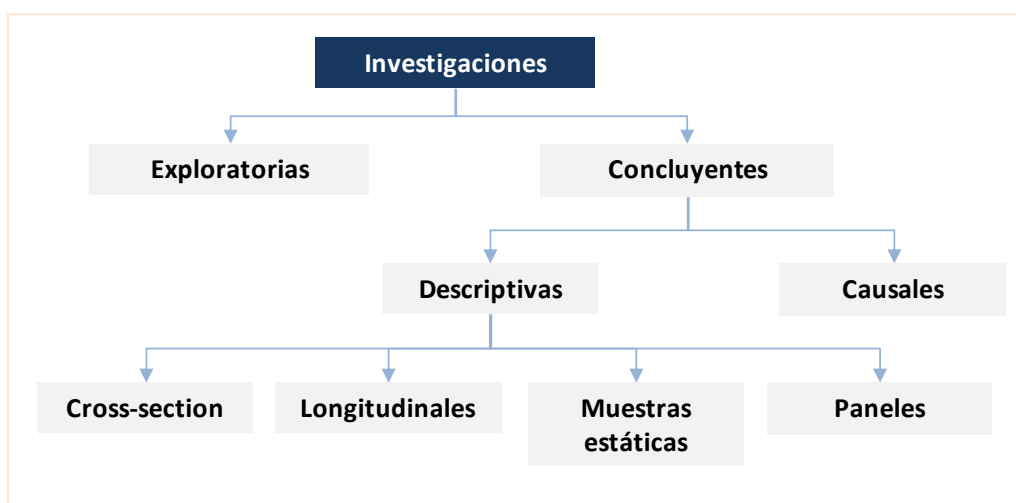 Investigaciones
Exploratorias
Concluyentes
Descriptivas
Causales
Cross-section
Longitudinales
Muestras
estáticas
Paneles